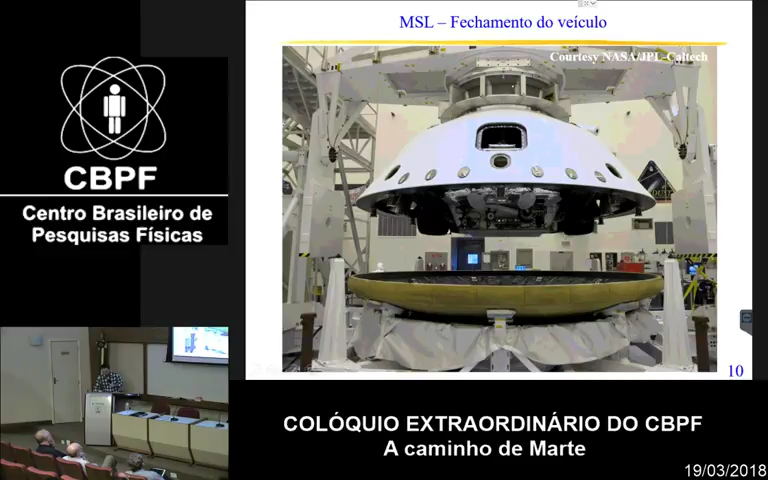 MSL – Fechamento do veículo
Courtesy NASA/JPL-Caltech
CBPF
Centro Brasileiro de
Pesquisas Físicas
10
COLÓQUIO EXTRAORDINÁRIO DO CBPF
A caminho de Marte
19/03/2018